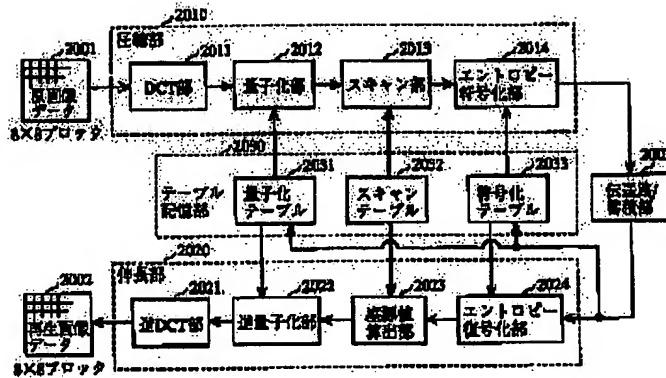 2010
圧縮部
2001
2011
2012
2013
2014
原画像
データ
DCT部
量子化部
スキャン部
エントロピー
符号化部
8×8ブロック
2030
2031
2032
2033
テーブル
記憶部
量子化
テーブル
スキャン
テーブル
符号化
テーブル
伝送路/
蓄積部
2020
伸長部
2002
2021
2022
2023
2024
再生画像
データ
逆DCT部
逆量子化部
算出部
エントロピー
復号化部
8×8ブロック